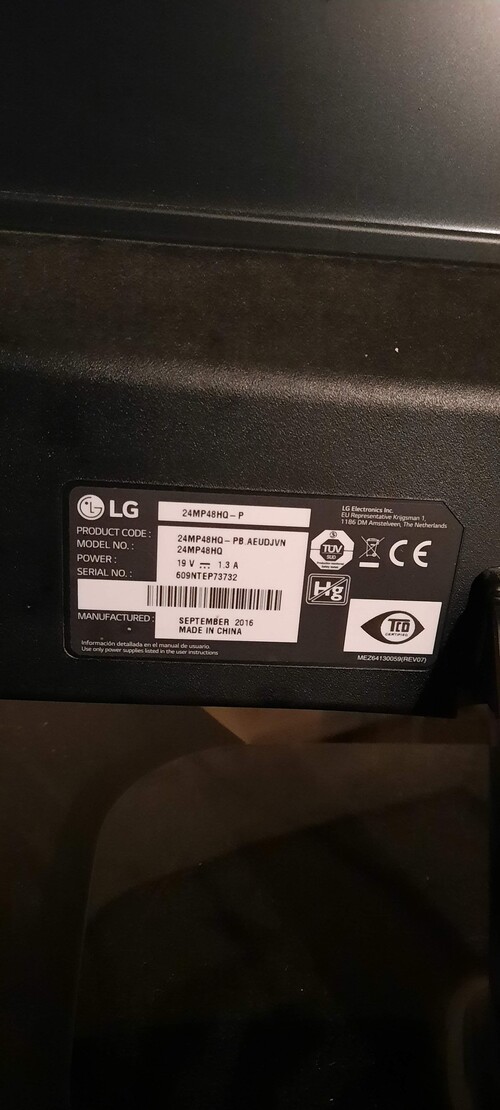 LG
24MP48HQ-P
PRODUCT CODE : 24MP48HQ-PB.AEUDJVN
MODEL NO. : 24MP48HQ
POWER : 19 V ⎓ 1.3 A
SERIAL NO. : 609NTEP73732
MANUFACTURED : SEPTEMBER 2016
MADE IN CHINA
Información detallada en el manual de usuario.
Use only power supplies listed in the user instructions
LG Electronics Inc.
EU Representative Krijgsman 1,
1186 DM Amstelveen, The Netherlands
TÜV
SÜD
CE
Hg
TCO
CERTIFIED
MEZ64130059(REV07)